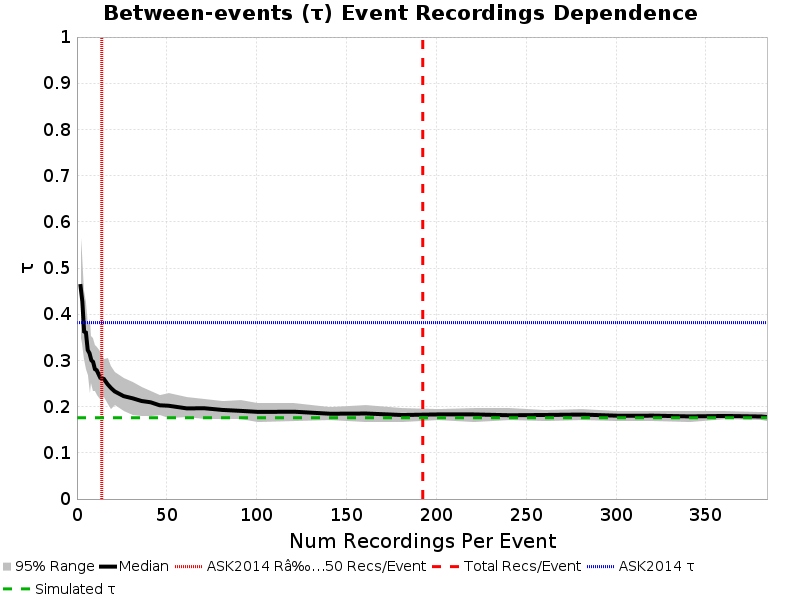 Between-events (τ) Event Recordings Dependence
1
0.9
0.8
0.7
0.6
0.5
0.4
0.3
0.2
0.1
0
τ
0 50 100 150 200 250 300 350
Num Recordings Per Event
95% Range Median ASK2014 Râ‰…50 Recs/Event Total Recs/Event ASK2014 τ
Simulated τ